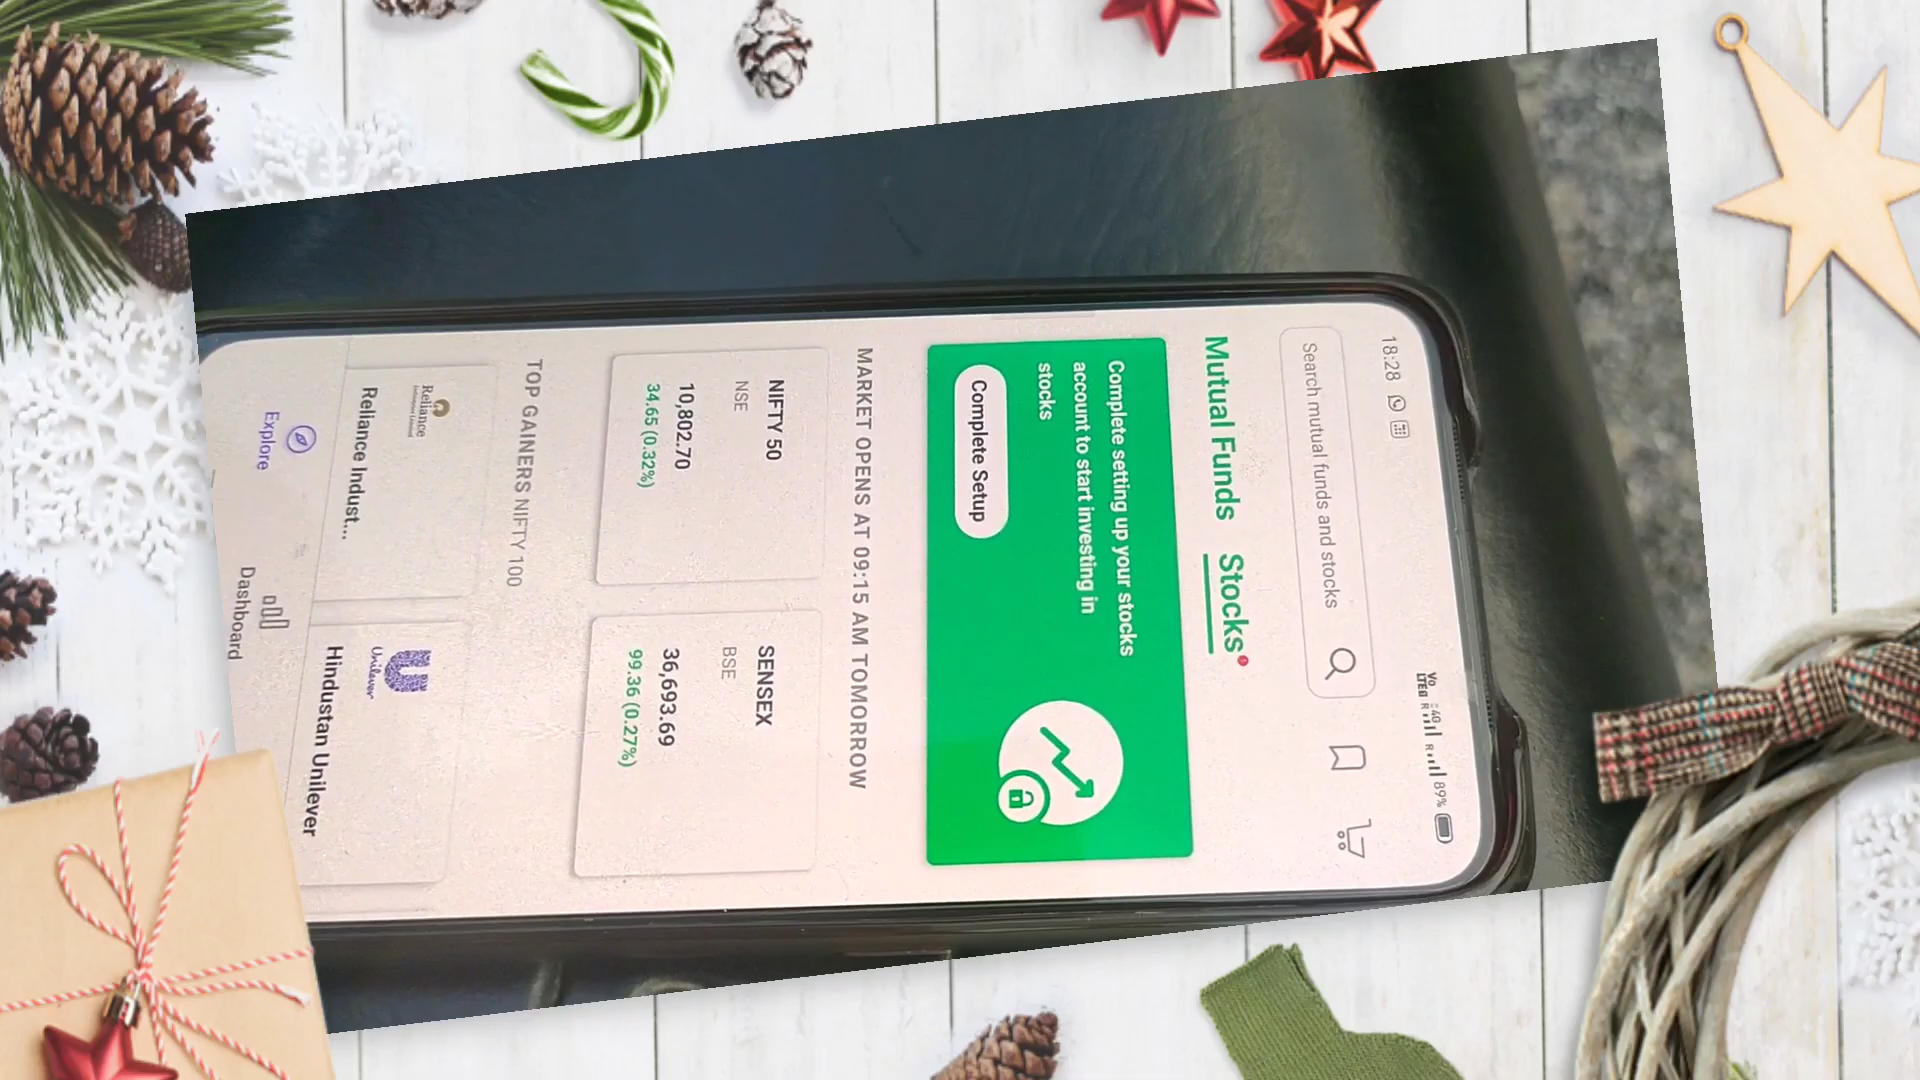 18:28
Vo
LTE
4G
R
R
89%
Search mutual funds and stocks
Mutual Funds
Stocks
Complete setting up your stocks
account to start investing in
stocks
Complete Setup
MARKET OPENS AT 09:15 AM TOMORROW
NIFTY 50
NSE
10,802.70
34.65 (0.32%)
SENSEX
BSE
36,693.69
99.36 (0.27%)
TOP GAINERS NIFTY 100
Reliance
Reliance Indust...
Unilever
Hindustan Unilever
Explore
Dashboard